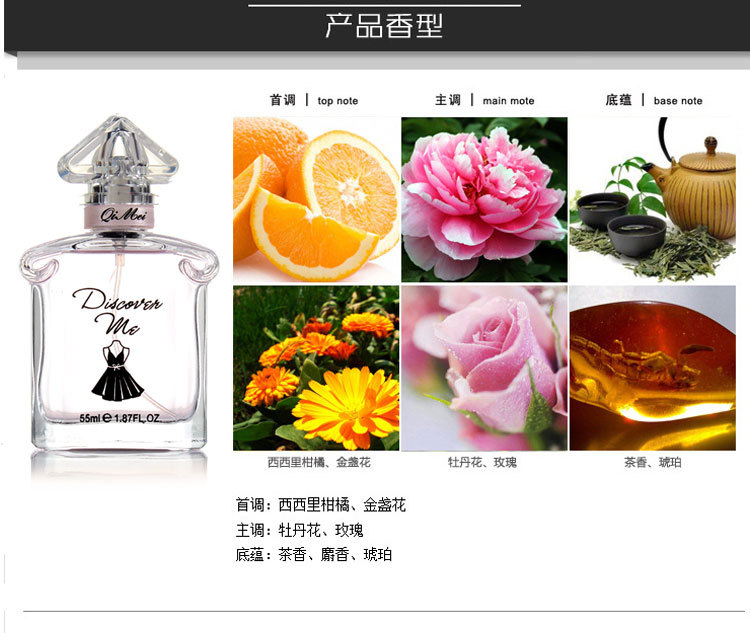 产品香型
首调 | top note
主调 | main mote
底蕴 | base note
QiMei
Discover
Me
55ml e 1.87FL.OZ
西西里柑橘、金盏花
牡丹花、玫瑰
茶香、琥珀
首调：西西里柑橘、金盏花
主调：牡丹花、玫瑰
底蕴：茶香、麝香、琥珀